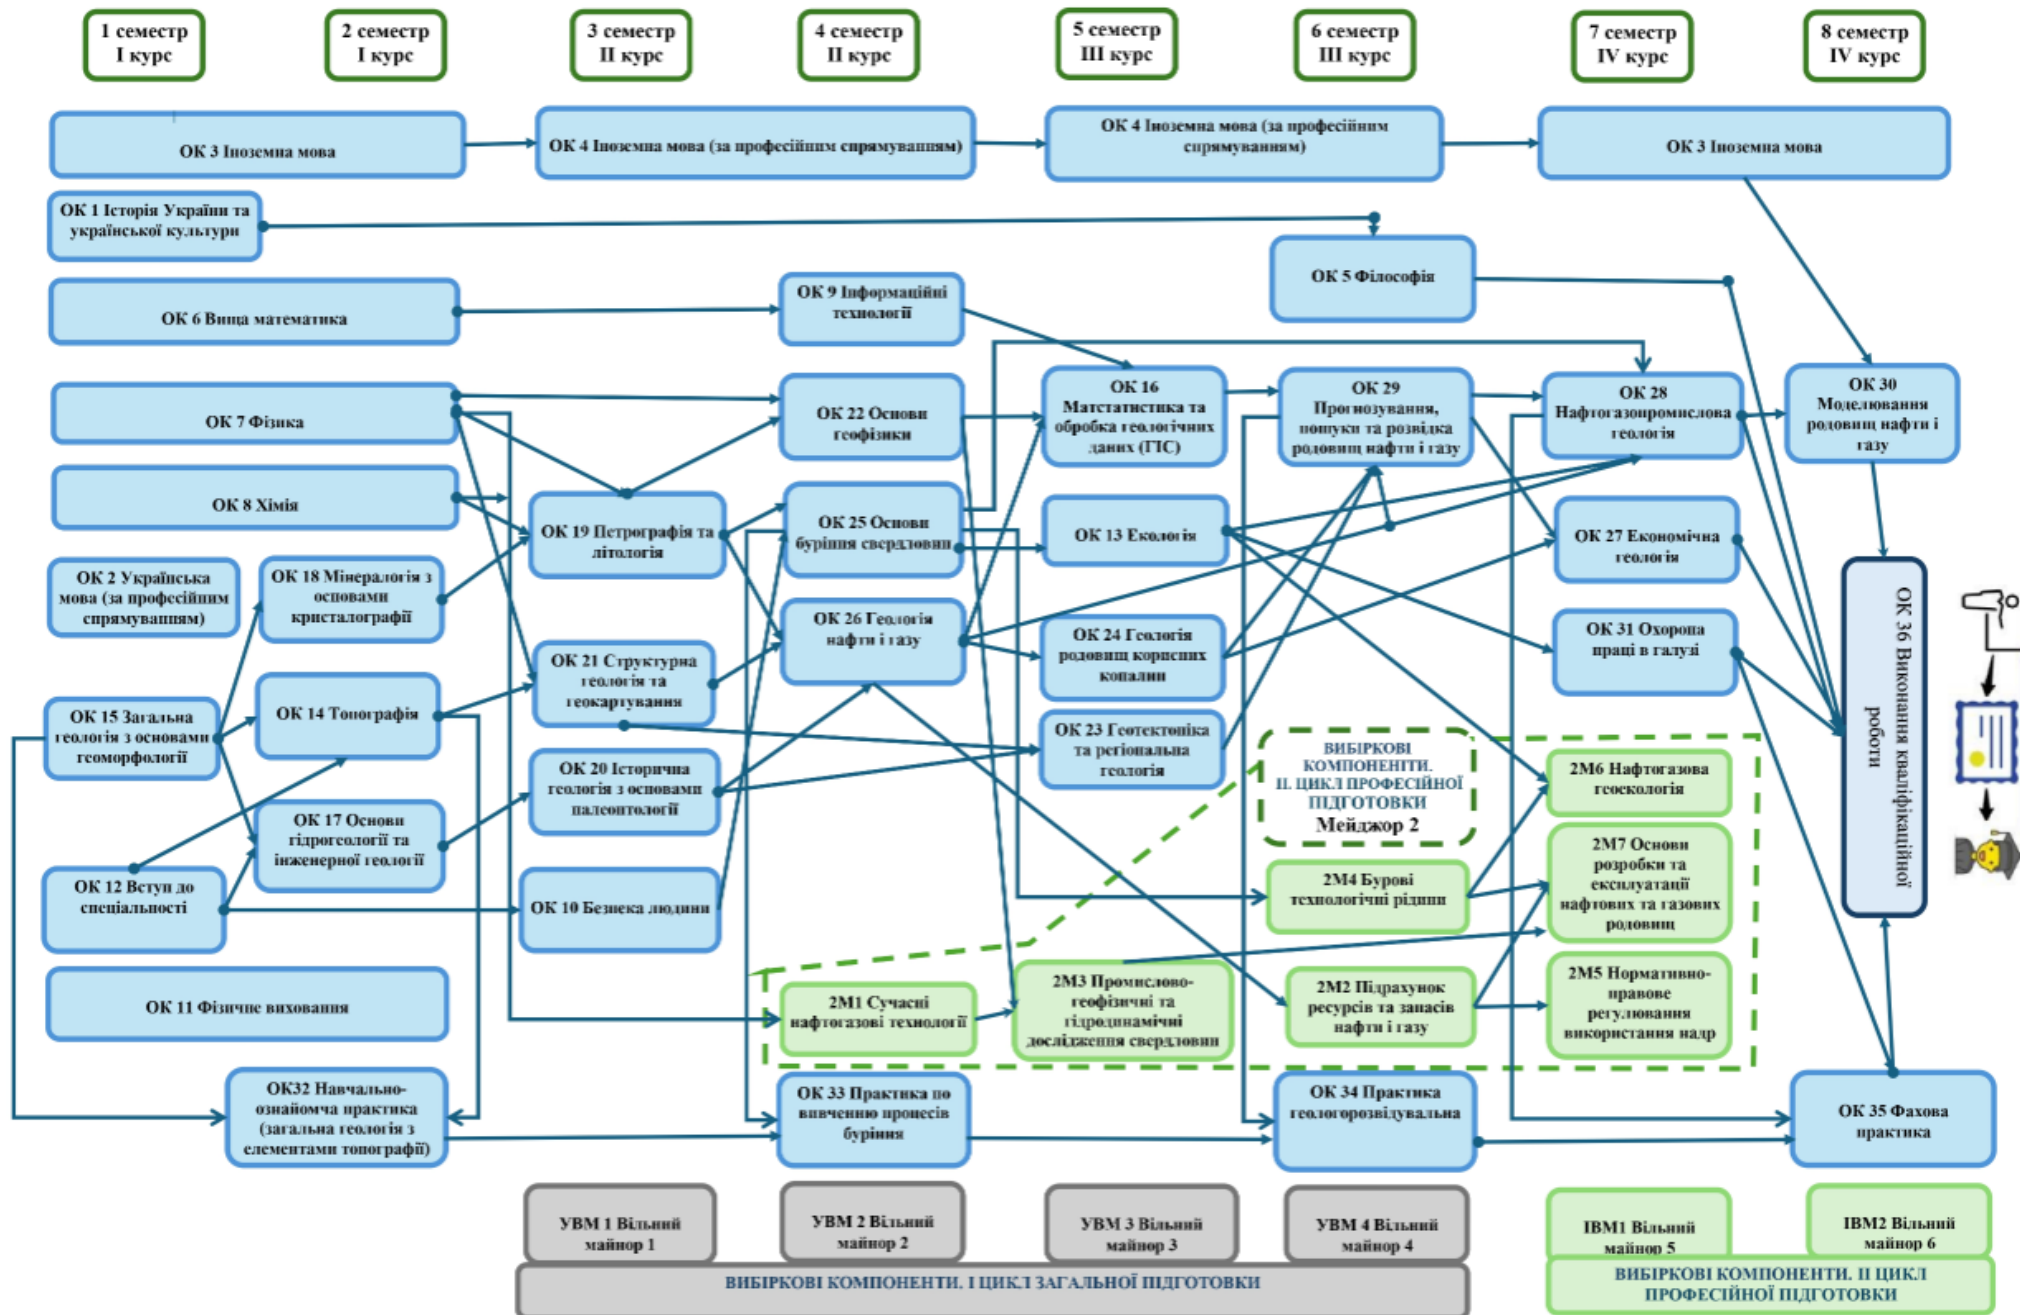 1 семестр
І курс
2 семестр
І курс
3 семестр
ІІ курс
4 семестр
ІІ курс
5 семестр
ІІІ курс
6 семестр
ІІІ курс
7 семестр
IV курс
8 семестр
IV курс
ОК 3 Іноземна мова
ОК 4 Іноземна мова (за професійним спрямуванням)
ОК 4 Іноземна мова (за професійним
спрямуванням)
ОК 3 Іноземна мова
ОК 1 Історія України та
української культури
ОК 5 Філософія
ОК 6 Вища математика
ОК 9 Інформаційні
технології
ОК 7 Фізика
ОК 22 Основи
геофізики
ОК 16
Матстатистика та
обробка геологічних
даних (ГІС)
ОК 29
Прогнозування,
пошуки та розвідка
родовищ нафти і газу
ОК 28
Нафтогазопромислова
геологія
ОК 30
Моделювання
родовищ нафти і
газу
ОК 8 Хімія
ОК 19 Петрографія та
літологія
ОК 25 Основи
буріння свердловин
ОК 13 Екологія
ОК 27 Економічна
геологія
ОК 2 Українська
мова (за професійним
спрямуванням)
ОК 18 Мінералогія з
основами
кристалографії
ОК 21 Структурна
геологія та
геокартування
ОК 26 Геологія
нафти і газу
ОК 24 Геологія
родовищ корисних
копалин
ОК 31 Охорона
праці в галузі
ОК 36 Виконання кваліфікаційної
роботи
ОК 15 Загальна
геологія з основами
геоморфології
ОК 14 Топографія
ОК 20 Історична
геологія з основами
палеонтології
ОК 23 Геотектоніка
та регіональна
геологія
ВИБІРКОВІ
КОМПОНЕНТИ.
ІІ. ЦИКЛ ПРОФЕСІЙНОЇ
ПІДГОТОВКИ
Мейджор 2
2М6 Нафтогазова
геоекологія
ОК 17 Основи
гідрогеології та
інженерної геології
ОК 12 Вступ до
спеціальності
ОК 10 Безпека людини
2М4 Бурові
технологічні рідини
2М7 Основи
розробки та
експлуатації
нафтових та газових
родовищ
ОК 11 Фізичне виховання
2М1 Сучасні
нафтогазові технології
2М3 Промислово-
геофізичні та
гідродинамічні
дослідження свердловин
2М2 Підрахунок
ресурсів та запасів
нафти і газу
2М5 Нормативно-
правове
регулювання
використання надр
ОК32 Навчально-
ознайомча практика
(загальна геологія з
елементами топографії)
ОК 33 Практика по
вивченню процесів
буріння
ОК 34 Практика
геологорозвідувальна
ОК 35 Фахова
практика
УВМ 1 Вільний
майнор 1
УВМ 2 Вільний
майнор 2
УВМ 3 Вільний
майнор 3
УВМ 4 Вільний
майнор 4
ІВМ1 Вільний
майнор 5
ІВМ2 Вільний
майнор 6
ВИБІРКОВІ КОМПОНЕНТИ. І ЦИКЛ ЗАГАЛЬНОЇ ПІДГОТОВКИ
ВИБІРКОВІ КОМПОНЕНТИ. ІІ ЦИКЛ
ПРОФЕСІЙНОЇ ПІДГОТОВКИ